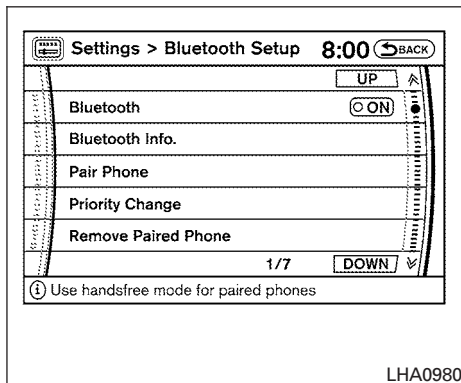 Settings > Bluetooth Setup 8:00 BACK
UP
Bluetooth ON
Bluetooth Info.
Pair Phone
Priority Change
Remove Paired Phone
1/7 DOWN
i Use handsfree mode for paired phones
LHA0980